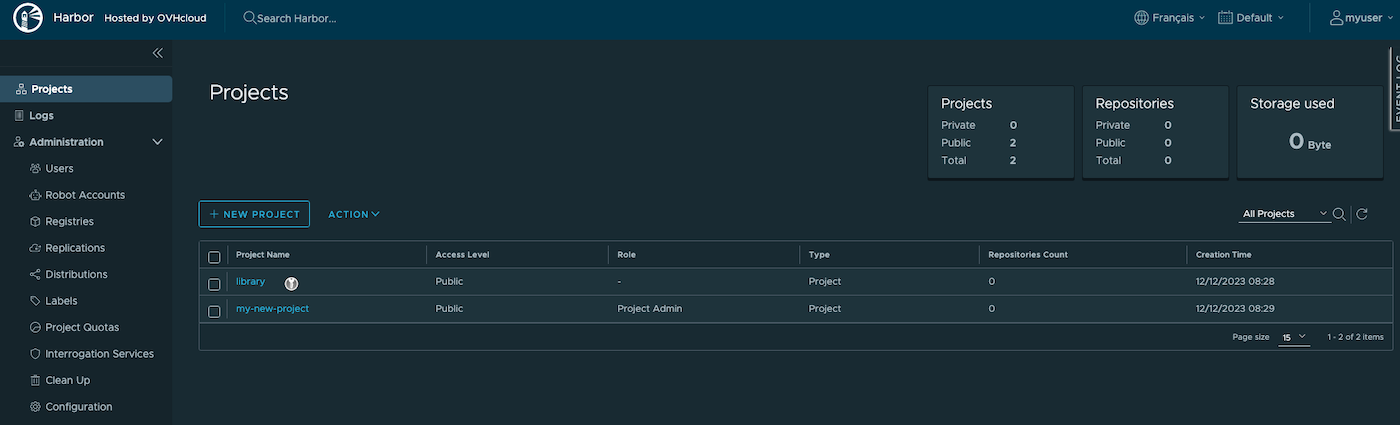 Harbor Hosted by OVHcloud Search Harbor... Français Default myuser
EVENT LOG
Projects
Logs
Administration
Users
Robot Accounts
Registries
Replications
Distributions
Labels
Project Quotas
Interrogation Services
Clean Up
Configuration
Projects
Projects
Private 0
Public 2
Total 2
Repositories
Private 0
Public 0
Total 0
Storage used
0 Byte
+ NEW PROJECT ACTION All Projects
Project Name Access Level Role Type Repositories Count Creation Time
library Public - Project 0 12/12/2023 08:28
my-new-project Public Project Admin Project 0 12/12/2023 08:29
Page size 15 1 - 2 of 2 items